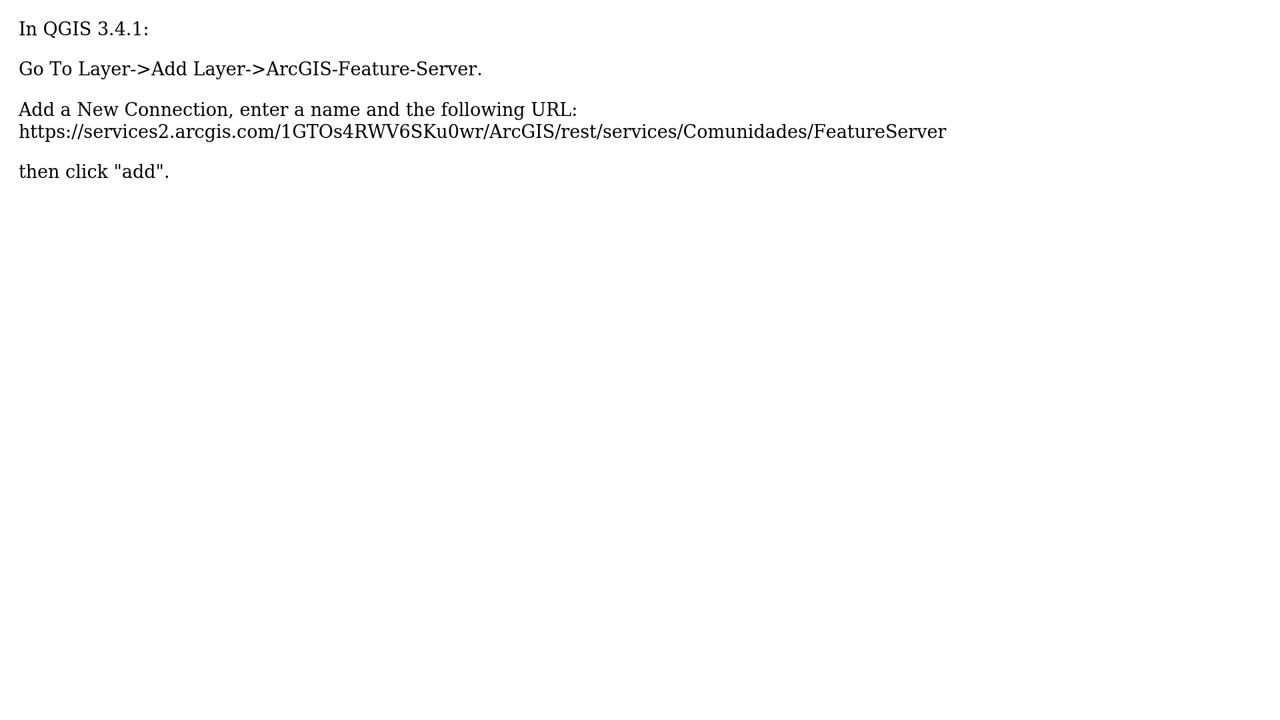 In QGIS 3.4.1:
Go To Layer->Add Layer->ArcGIS-Feature-Server.
Add a New Connection, enter a name and the following URL:
https://services2.arcgis.com/1GTOs4RWV6SKu0wr/ArcGIS/rest/services/Comunidades/FeatureServer
then click "add".